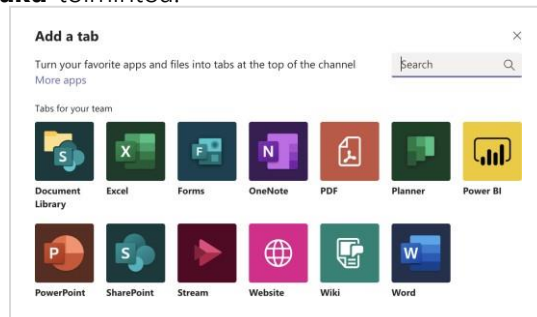 toiminteu.
Add a tab
Turn your favorite apps and files into tabs at the top of the channel
Search
More apps
Tabs for your team
Document Library
Excel
Forms
OneNote
PDF
Planner
Power BI
PowerPoint
SharePoint
Stream
Website
Wiki
Word